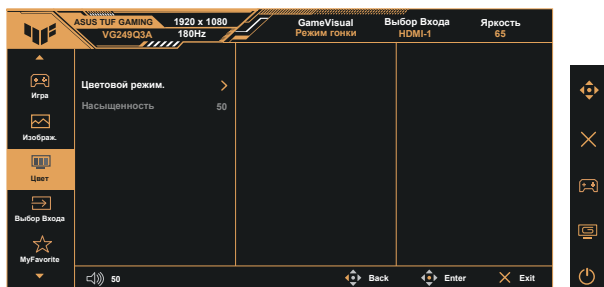 ASUS TUF GAMING 1920 x 1080 GameVisual Выбор Входа Яркость
VG249Q3A 180Hz Режим гонки HDMI-1 65
Игра
Изображ.
Цвет
Выбор Входа
MyFavorite
Цветовой режим.
Насыщенность 50
50 Back Enter Exit